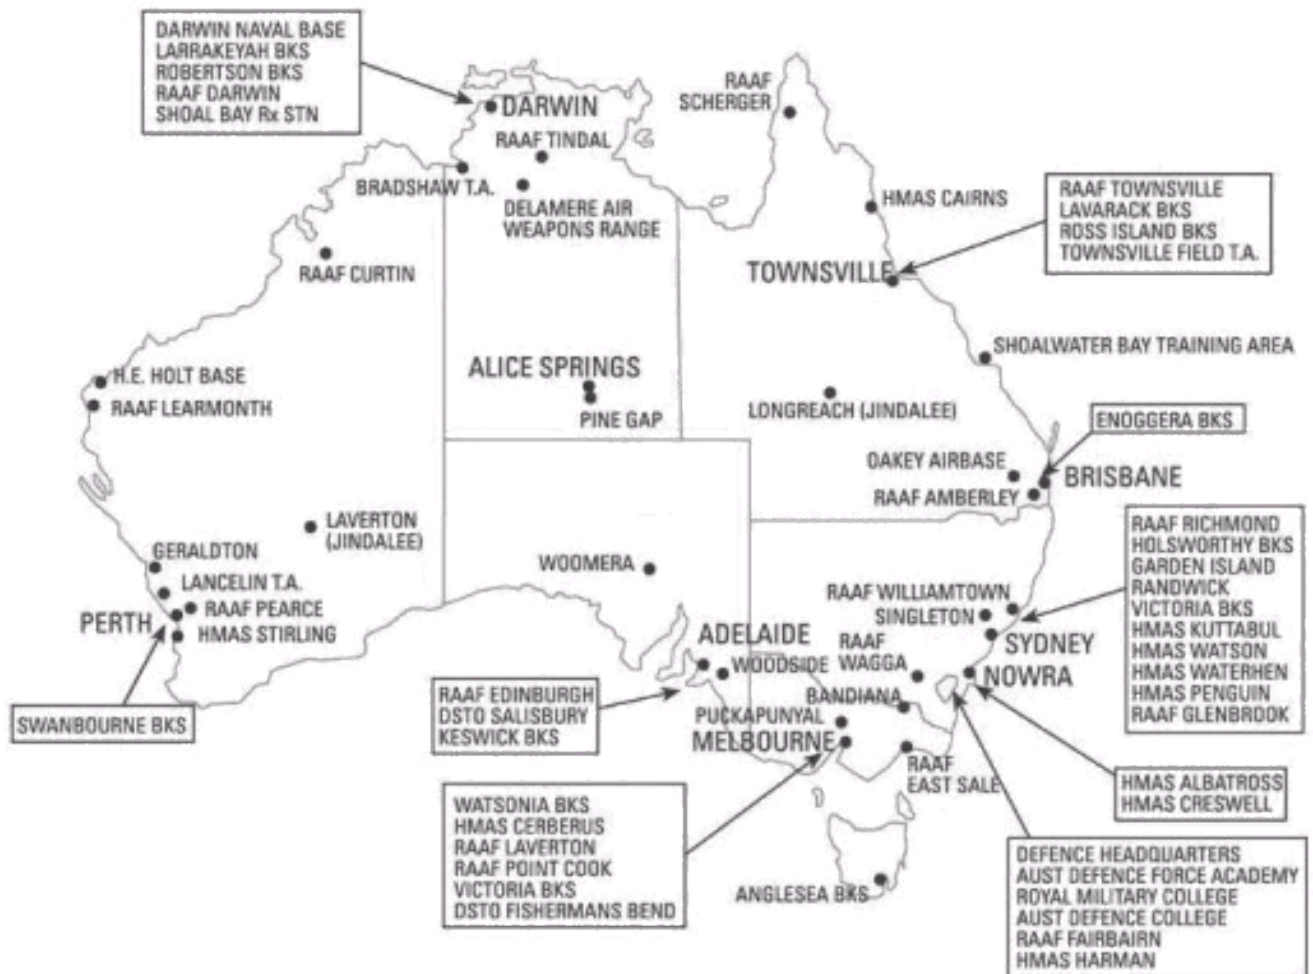 DARWIN NAVAL BASE
LARRAKEYAH BKS
ROBERTSON BKS
RAAF DARWIN
SHOAL BAY Rx STN
DARWIN
RAAF TINDAL
BRADSHAW T.A.
DELAMERE AIR
WEAPONS RANGE
RAAF
SCHERGER
HMAS CAIRNS
RAAF TOWNSVILLE
LAVARACK BKS
ROSS ISLAND BKS
TOWNSVILLE FIELD T.A.
TOWNSVILLE
RAAF CURTIN
SHOALWATER BAY TRAINING AREA
ALICE SPRINGS
PINE GAP
H.E. HOLT BASE
RAAF LEARMONTH
LONGREACH (JINDALEE)
ENOGGERA BKS
OAKEY AIRBASE
BRISBANE
RAAF AMBERLEY
LAVERTON
(JINDALEE)
GERALDTON
LANCELIN T.A.
RAAF PEARCE
PERTH
HMAS STIRLING
SWANBOURNE BKS
WOOMERA
RAAF RICHMOND
HOLSWORTHY BKS
GARDEN ISLAND
RANDWICK
VICTORIA BKS
HMAS KUTTABUL
HMAS WATSON
HMAS WATERHEN
HMAS PENGUIN
RAAF GLENBROOK
RAAF WILLIAMTOWN
SINGLETON
SYDNEY
ADELAIDE
WOODSIDE
RAAF
WAGGA
NOWRA
BANDIANA
RAAF EDINBURGH
DSTO SALISBURY
KESWICK BKS
PUCKAPUNYAL
MELBOURNE
RAAF
EAST SALE
HMAS ALBATROSS
HMAS CRESWELL
WATSONIA BKS
HMAS CERBERUS
RAAF LAVERTON
RAAF POINT COOK
VICTORIA BKS
DSTO FISHERMANS BEND
ANGLESEA BKS
DEFENCE HEADQUARTERS
AUST DEFENCE FORCE ACADEMY
ROYAL MILITARY COLLEGE
AUST DEFENCE COLLEGE
RAAF FAIRBAIRN
HMAS HARMAN